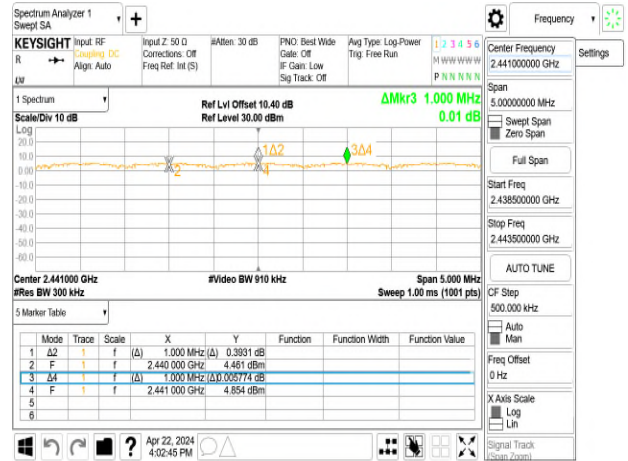 Spectrum Analyzer 1
Swept SA
+
Frequency
KEYSIGHT
R
Input: RF
Coupling: DC
Align: Auto
Input Z: 50 Ω
Corrections: Off
Freq Ref: Int (S)
#Atten: 30 dB
PNO: Best Wide
Gate: Off
IF Gain: Low
Sig Track: Off
Avg Type: Log-Power
Trig: Free Run
1 2 3 4 5 6
M W W W W W
P N N N N N
Center Frequency
2.441000000 GHz
Settings
Span
5.00000000 MHz
Swept Span
Zero Span
Full Span
Start Freq
2.438500000 GHz
Stop Freq
2.443500000 GHz
AUTO TUNE
CF Step
500.000 kHz
Auto
Man
Freq Offset
0 Hz
X Axis Scale
Log
Lin
Signal Track
(Span Zoom)
1 Spectrum
Scale/Div 10 dB
Ref Lvl Offset 10.40 dB
Ref Level 30.00 dBm
ΔMkr3 1.000 MHz
0.01 dB
Log
20.0
10.0
0.00
-10.0
-20.0
-30.0
-40.0
-50.0
-60.0
2
1Δ2
4
3Δ4
Center 2.441000 GHz
#Res BW 300 kHz
#Video BW 910 kHz
Span 5.000 MHz
Sweep 1.00 ms (1001 pts)
5 Marker Table
Mode Trace Scale X Y Function Function Width Function Value
1 Δ2 1 f (Δ) 1.000 MHz (Δ) 0.3931 dB
2 F 1 f 2.440 000 GHz 4.461 dBm
3 Δ4 1 f (Δ) 1.000 MHz (Δ)0.005774 dB
4 F 1 f 2.441 000 GHz 4.854 dBm
5
6
?
Apr 22, 2024
4:02:45 PM